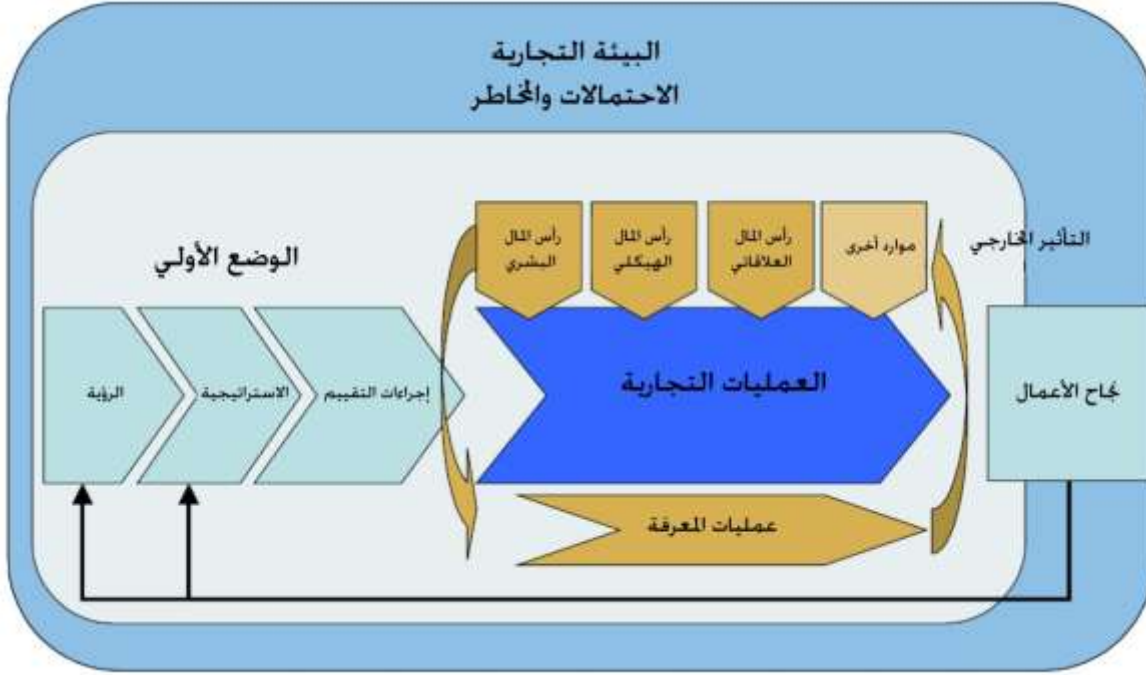 البيئة التجارية
الاحتمالات والمخاطر
التأثير الخارجي
موارد أخرى
رأس المال
العلاقاتي
رأس المال
الهيكلي
رأس المال
البشري
الوضع الأولي
نجاح الأعمال
العمليات التجارية
إجراءات التقييم
الاستراتيجية
الرؤية
عمليات المعرفة